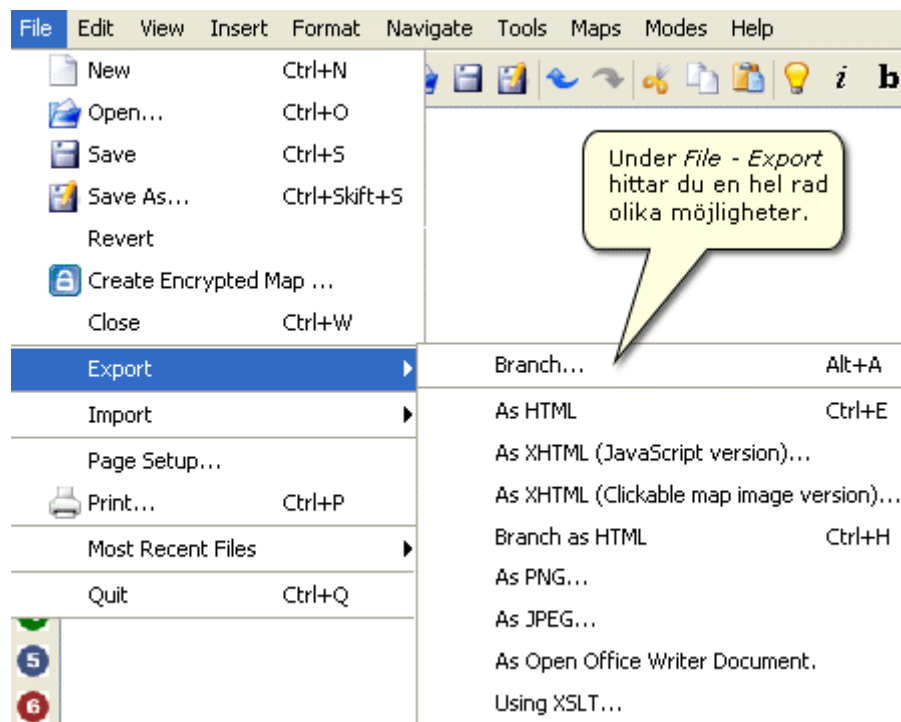 File Edit View Insert Format Navigate Tools Maps Modes Help
New Ctrl+N
Open... Ctrl+O
Save Ctrl+S
Save As... Ctrl+Skift+S
Revert
Create Encrypted Map ...
Close Ctrl+W
Export
Import
Page Setup...
Print... Ctrl+P
Most Recent Files
Quit Ctrl+Q
i b
Under File - Export
hittar du en hel rad
olika möjligheter.
Branch... Alt+A
As HTML Ctrl+E
As XHTML (JavaScript version)...
As XHTML (Clickable map image version)...
Branch as HTML Ctrl+H
As PNG...
As JPEG...
As Open Office Writer Document.
Using XSLT...
5
6